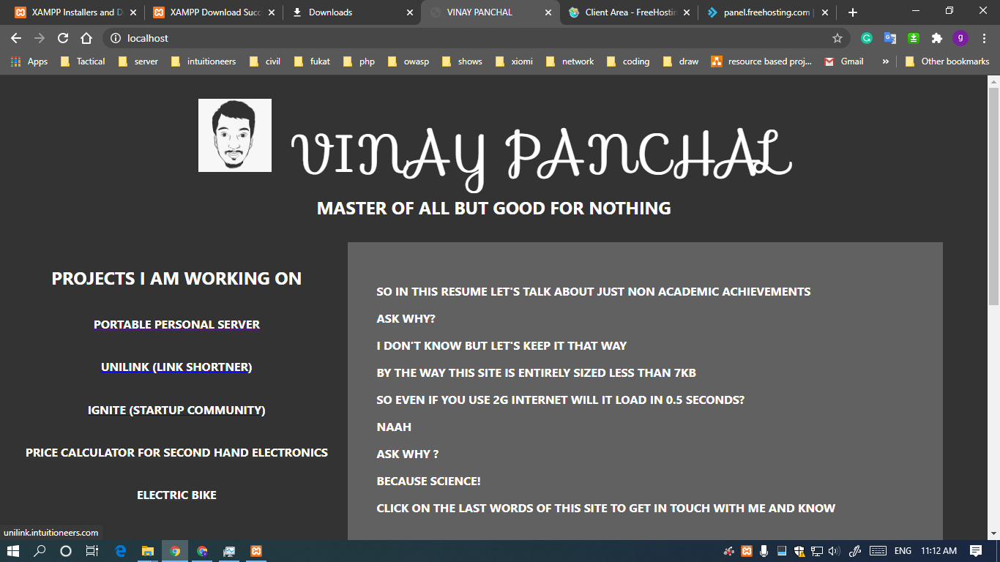 XAMPP Installers and D
XAMPP Download Succ
Downloads
VINAY PANCHAL
Client Area - FreeHostin
panel.freehosting.com |
localhost
g
Apps
Tactical
server
intuitioneers
civil
fukat
php
owasp
shows
xiomi
network
coding
draw
resource based proj...
Gmail
»
Other bookmarks
VINAY PANCHAL
MASTER OF ALL BUT GOOD FOR NOTHING
PROJECTS I AM WORKING ON
PORTABLE PERSONAL SERVER
UNILINK (LINK SHORTNER)
IGNITE (STARTUP COMMUNITY)
PRICE CALCULATOR FOR SECOND HAND ELECTRONICS
ELECTRIC BIKE
SO IN THIS RESUME LET'S TALK ABOUT JUST NON ACADEMIC ACHIEVEMENTS
ASK WHY?
I DON'T KNOW BUT LET'S KEEP IT THAT WAY
BY THE WAY THIS SITE IS ENTIRELY SIZED LESS THAN 7KB
SO EVEN IF YOU USE 2G INTERNET WILL IT LOAD IN 0.5 SECONDS?
NAAH
ASK WHY ?
BECAUSE SCIENCE!
CLICK ON THE LAST WORDS OF THIS SITE TO GET IN TOUCH WITH ME AND KNOW
unilink.intuitioneers.com
ENG
11:12 AM